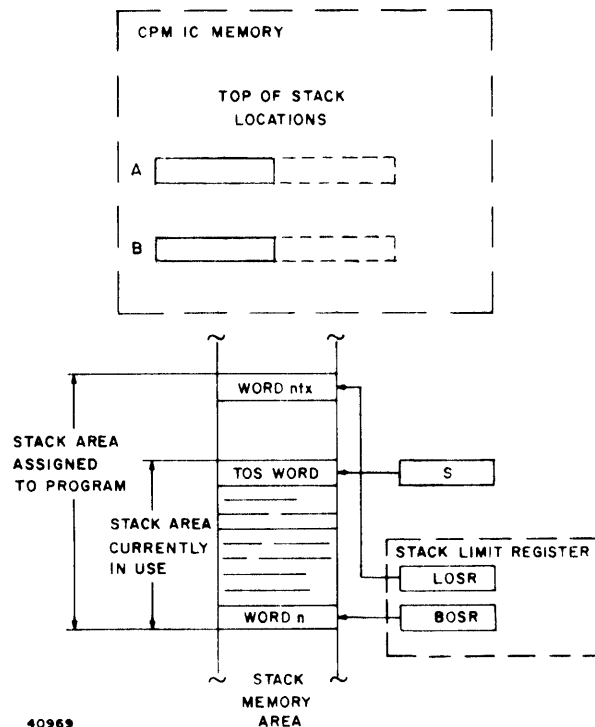 CPM IC MEMORY
TOP OF STACK
LOCATIONS
A
B
WORD ntx
STACK AREA
ASSIGNED
TO PROGRAM
TOS WORD
S
STACK AREA
CURRENTLY
IN USE
STACK LIMIT REGISTER
LOSR
WORD n
BOSR
STACK
MEMORY
AREA
40969